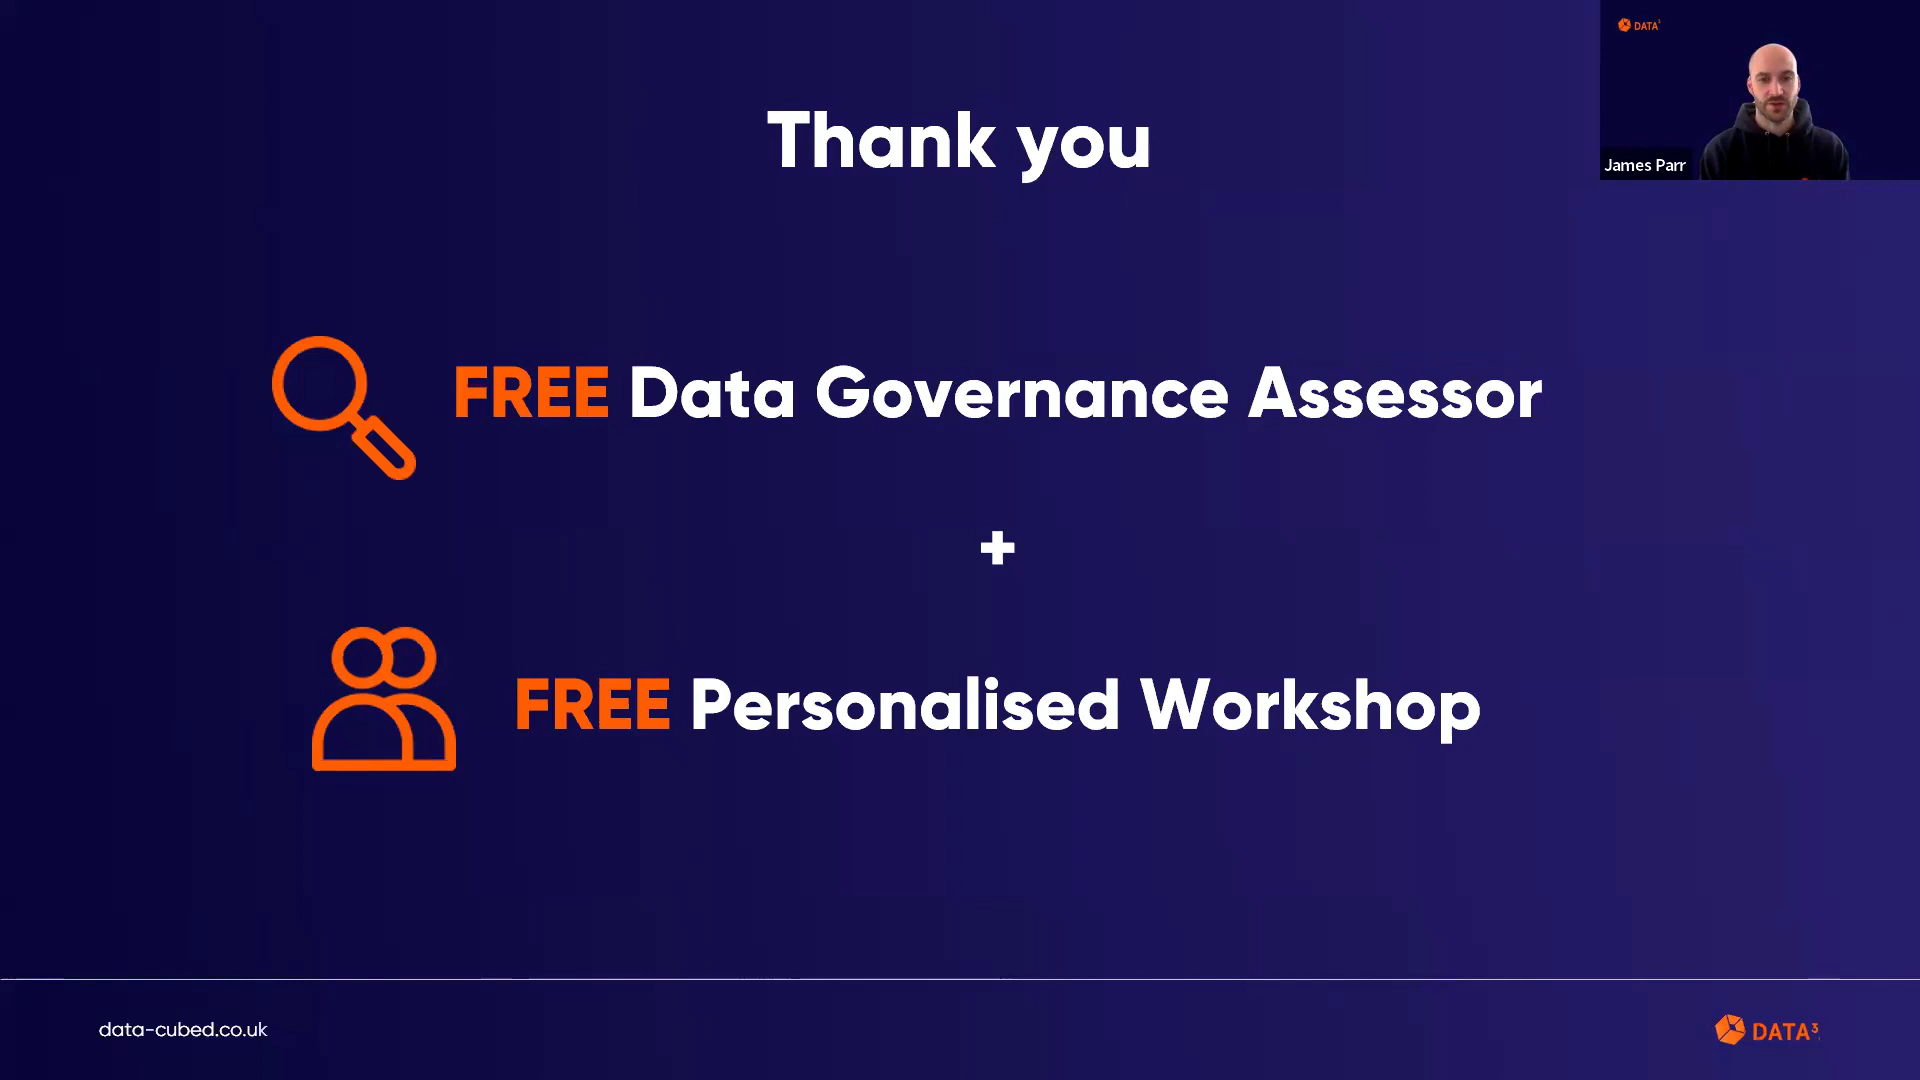 DATA³
Thank you
James Parr
FREE Data Governance Assessor
+
FREE Personalised Workshop
data-cubed.co.uk
DATA³